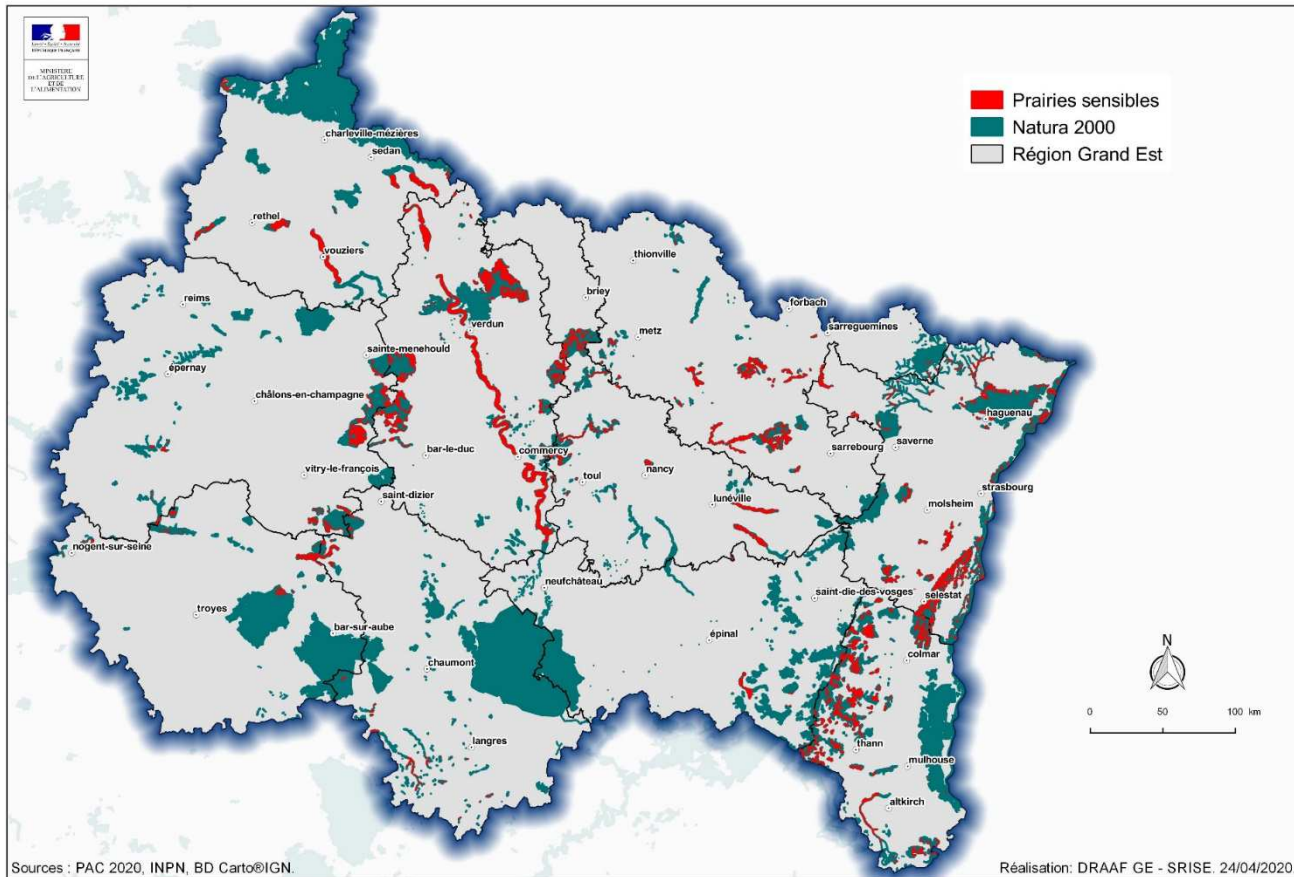 MINISTÈRE
DE L'AGRICULTURE
ET DE
L'ALIMENTATION
Prairies sensibles
Natura 2000
Région Grand Est
charleville-mézières
sedan
rethel
vouziers
thionville
reims
briey
forbach
verdun
metz
sarreguemines
sainte-menehould
épernay
châlons-en-champagne
haguenau
saverne
sarrebourg
bar-le-duc
commercy
vitry-le-françois
toul
nancy
saint-dizier
lunéville
strasbourg
molsheim
nogent-sur-seine
neufchâteau
saint-die-des-vosges
selestat
troyes
bar-sur-aube
épinal
colmar
chaumont
N
0 50 100 km
langres
thann
mulhouse
altkirch
Sources : PAC 2020, INPN, BD Carto®IGN.
Réalisation: DRAAF GE - SRISE. 24/04/2020